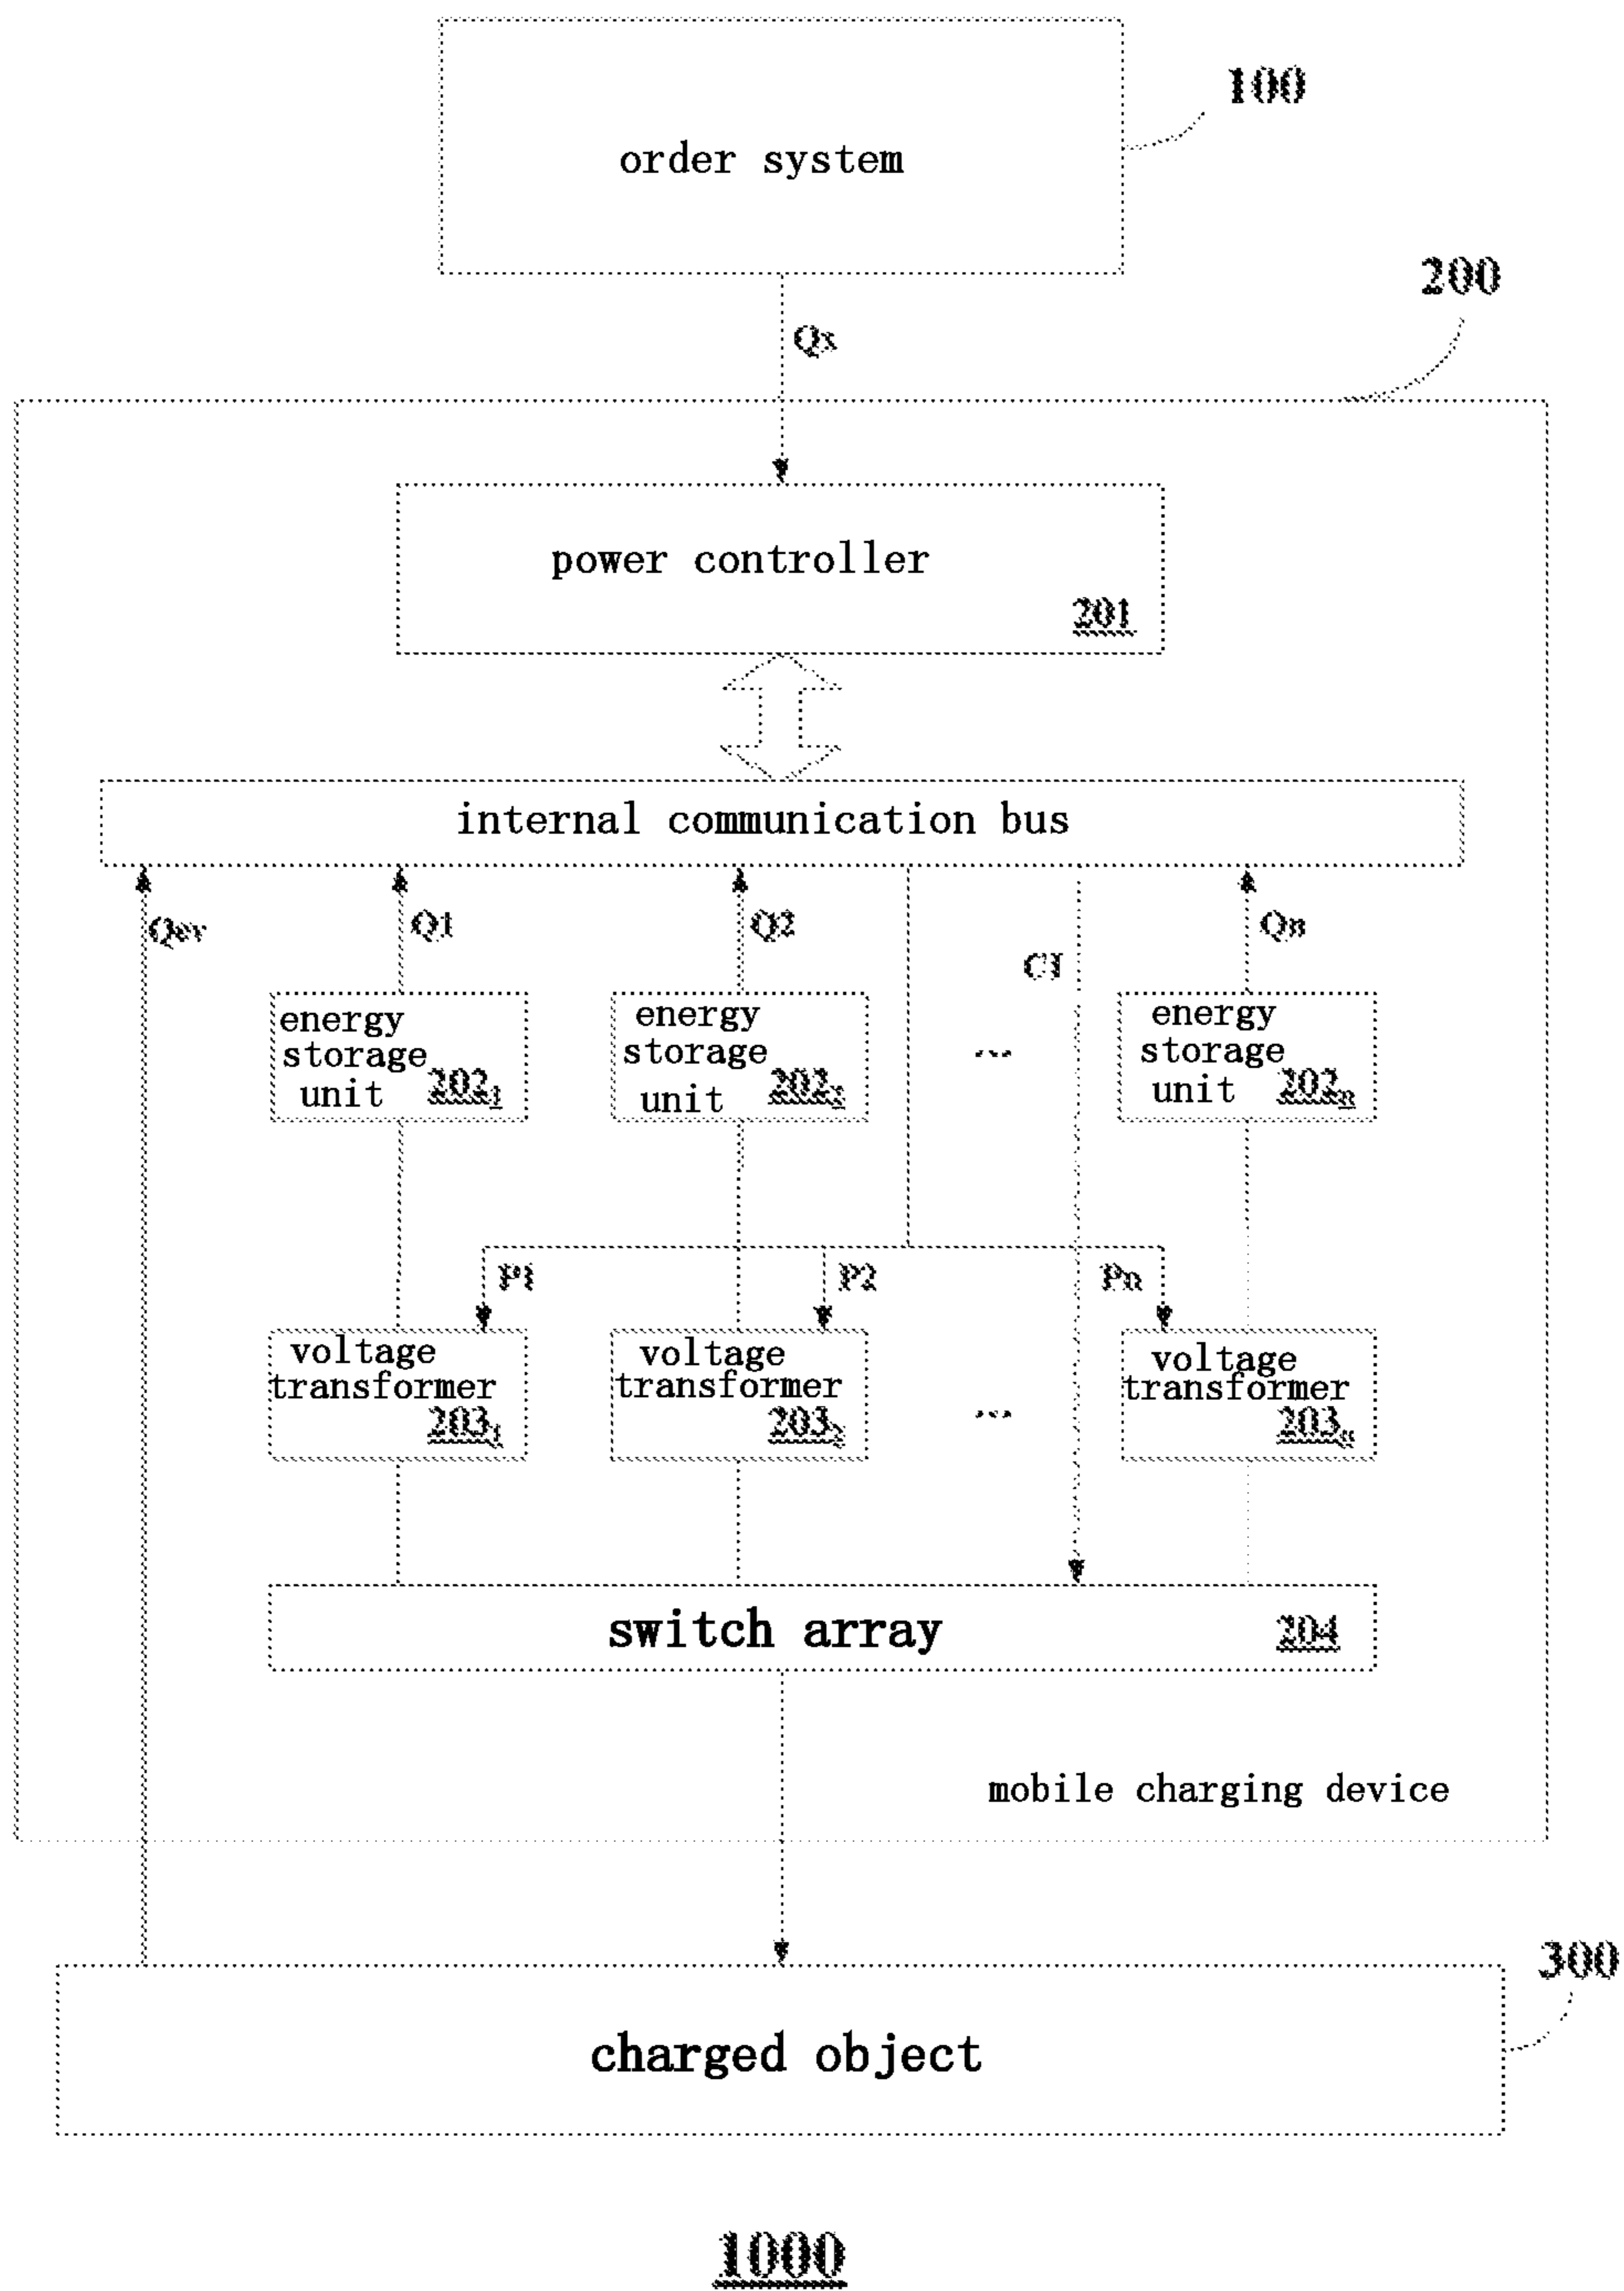 100
order system
200
Qx
power controller
201
internal communication bus
Qev
Q1
Q2
CI
Qn
energy
storage
unit 202₁
energy
storage
unit 202₂
...
energy
storage
unit 202ₙ
P1
P2
Pn
voltage
transformer
203₁
voltage
transformer
203₂
...
voltage
transformer
203ₙ
switch array 204
mobile charging device
300
charged object
1000